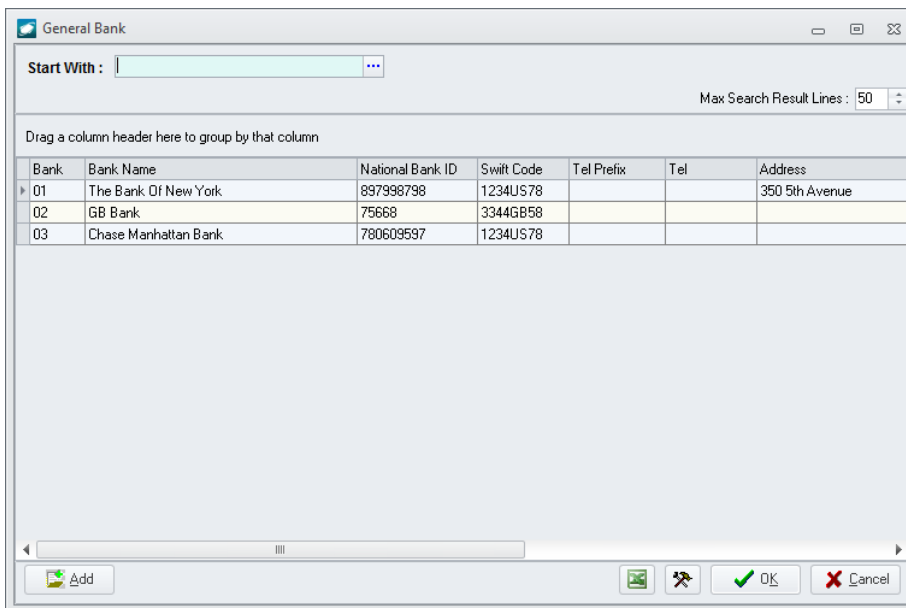 General Bank
Start With :
...
Max Search Result Lines : 50
Drag a column header here to group by that column
Bank Bank Name National Bank ID Swift Code Tel Prefix Tel Address
01 The Bank Of New York 897998798 1234US78 350 5th Avenue
02 GB Bank 75668 3344GB58
03 Chase Manhattan Bank 780609597 1234US78
Add OK Cancel